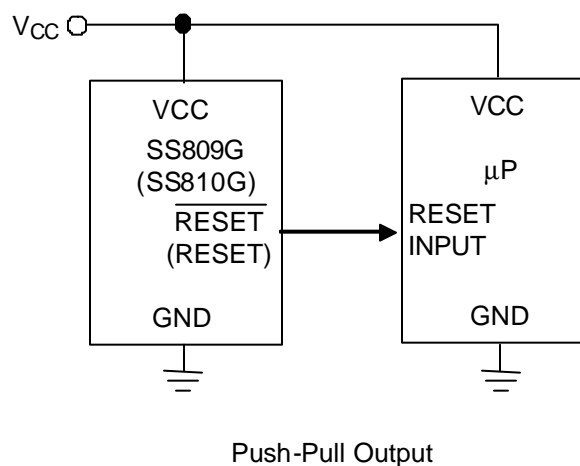 VCC
VCC
SS809G
(SS810G)
RESET
(RESET)
GND
VCC
μP
RESET
INPUT
GND
Push-Pull Output